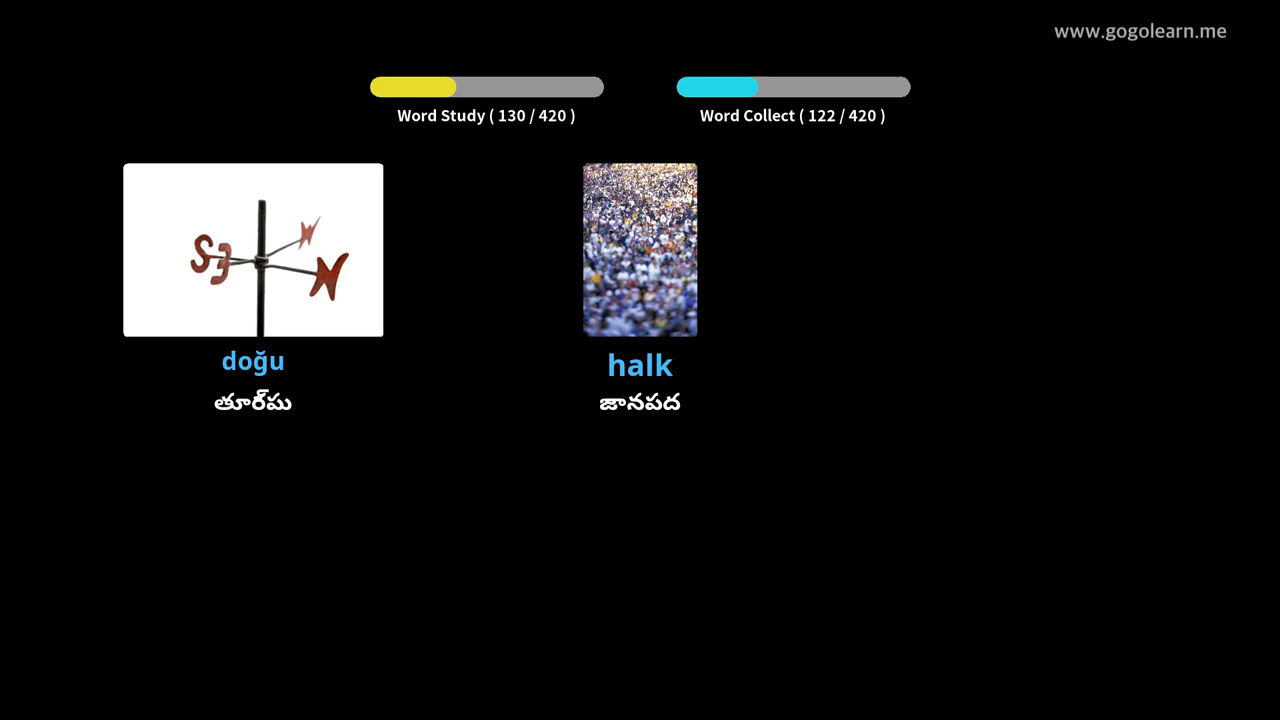 www.gogolearn.me
Word Study ( 130 / 420 )
Word Collect ( 122 / 420 )
S E W N
doğu
తూర్‌పు
halk
జానపద